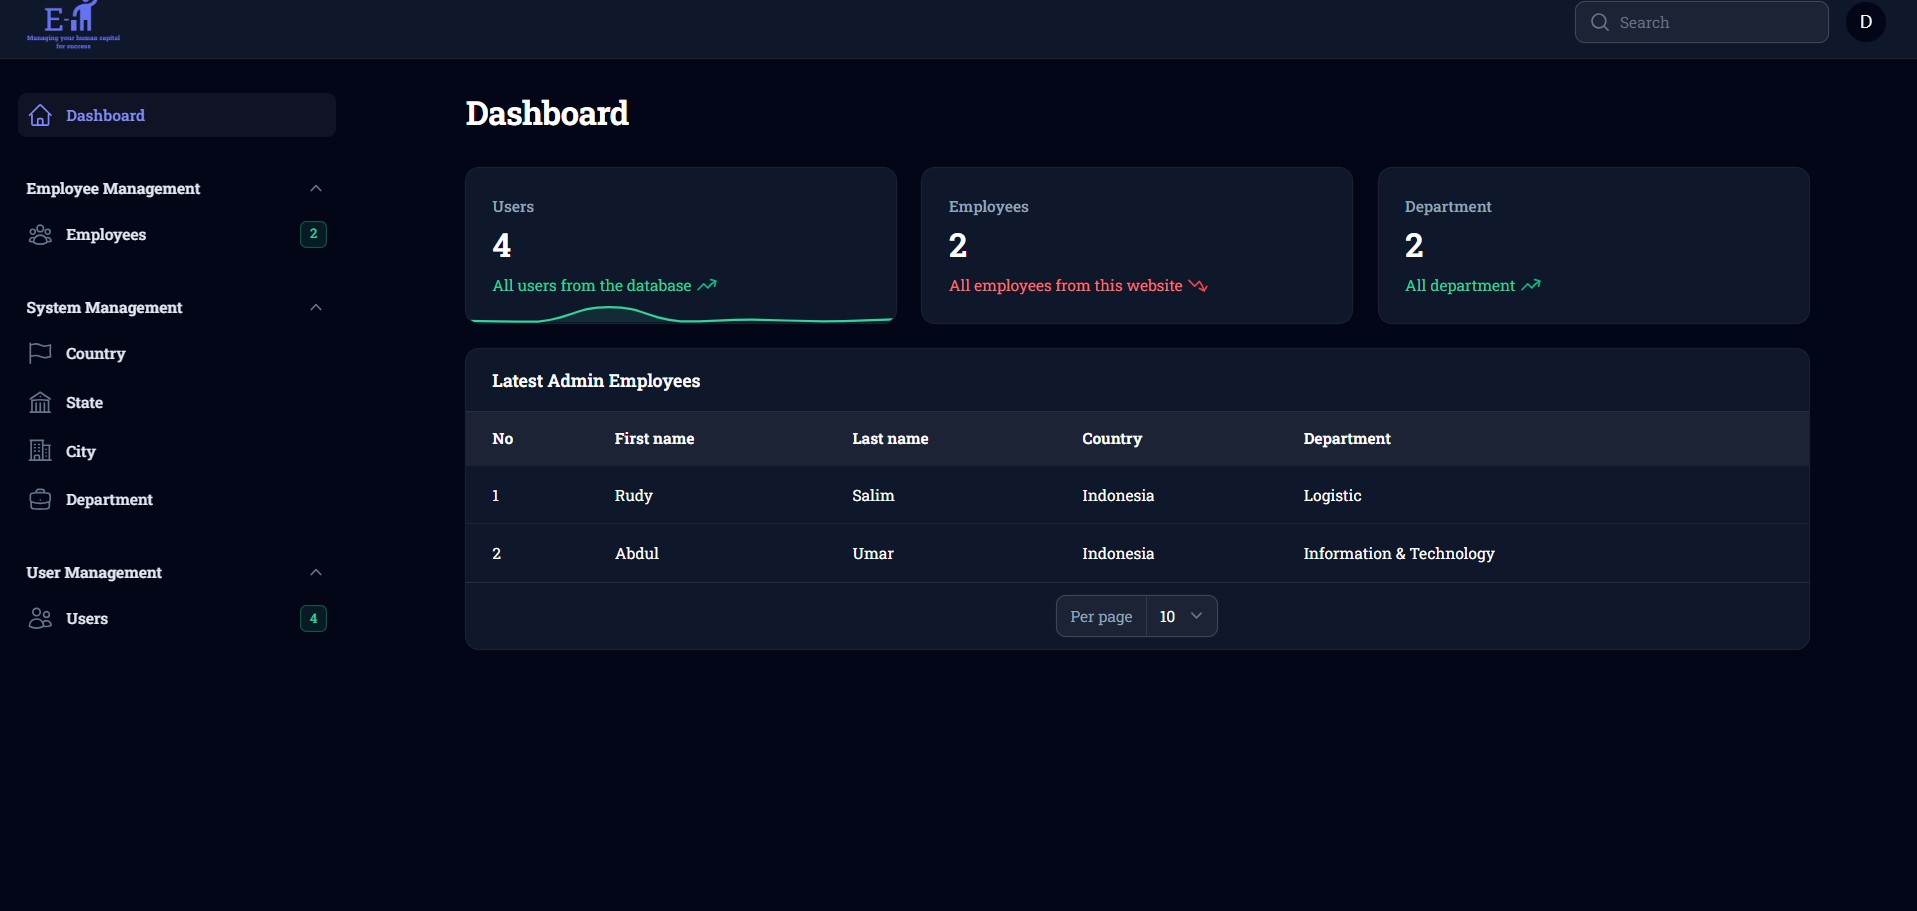 E-
Managing your human capital
for success
Search
D
Dashboard
Employee Management
Employees 2
System Management
Country
State
City
Department
User Management
Users 4
Dashboard
Users
4
All users from the database
Employees
2
All employees from this website
Department
2
All department
Latest Admin Employees
No First name Last name Country Department
1 Rudy Salim Indonesia Logistic
2 Abdul Umar Indonesia Information & Technology
Per page 10